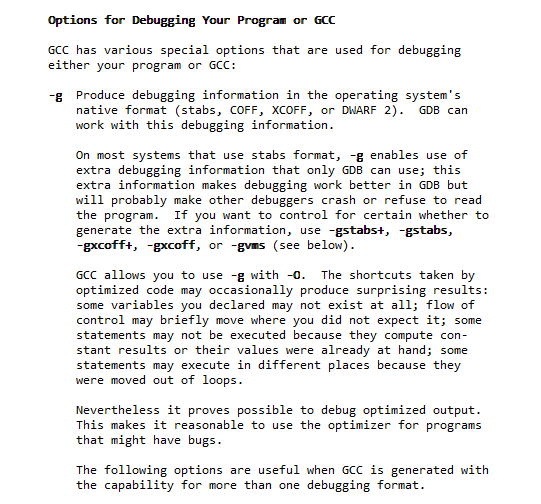 Options for Debugging Your Program or GCC
GCC has various special options that are used for debugging
either your program or GCC:
-g Produce debugging information in the operating system's
native format (stabs, COFF, XCOFF, or DWARF 2). GDB can
work with this debugging information.
On most systems that use stabs format, -g enables use of
extra debugging information that only GDB can use; this
extra information makes debugging work better in GDB but
will probably make other debuggers crash or refuse to read
the program. If you want to control for certain whether to
generate the extra information, use -gstabs+, -gstabs,
-gxcoff+, -gxcoff, or -gvms (see below).
GCC allows you to use -g with -O. The shortcuts taken by
optimized code may occasionally produce surprising results:
some variables you declared may not exist at all; flow of
control may briefly move where you did not expect it; some
statements may not be executed because they compute con-
stant results or their values were already at hand; some
statements may execute in different places because they
were moved out of loops.
Nevertheless it proves possible to debug optimized output.
This makes it reasonable to use the optimizer for programs
that might have bugs.
The following options are useful when GCC is generated with
the capability for more than one debugging format.